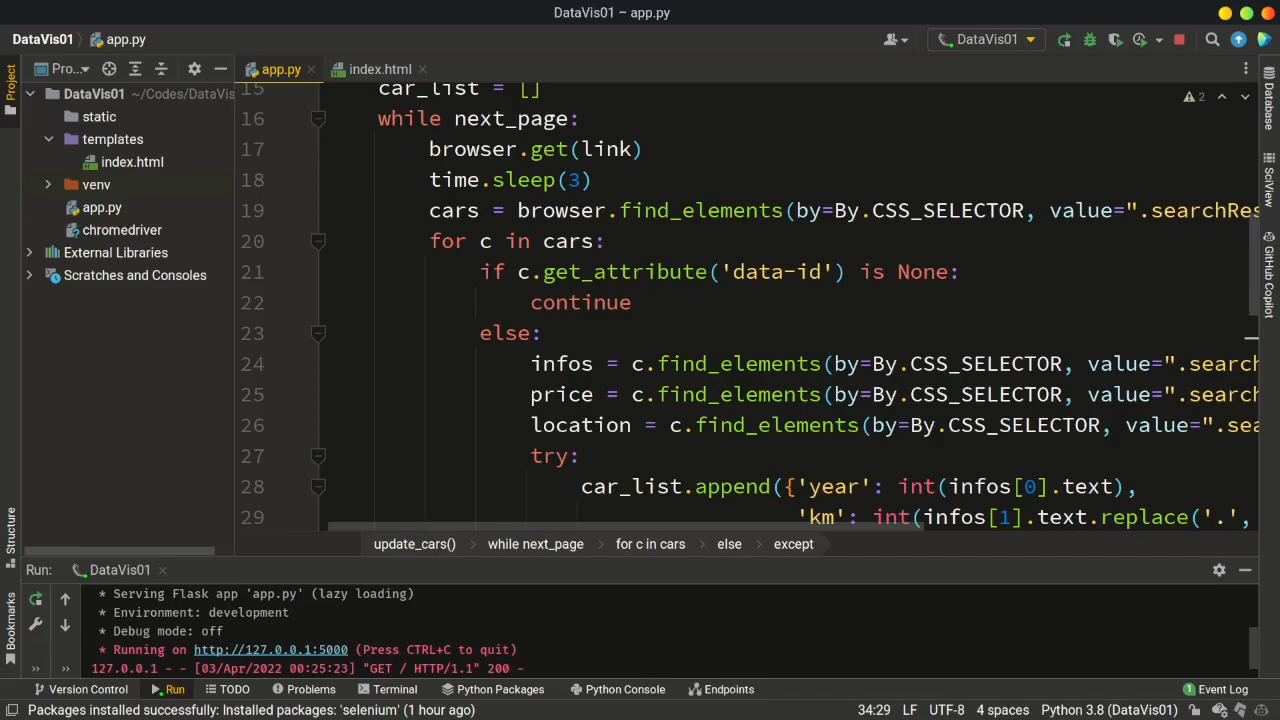 DataVis01 – app.py
DataVis01
app.py
DataVis01
Pro...
app.py
index.html
Project
DataVis01 ~/Codes/DataVis
static
templates
index.html
venv
app.py
chromedriver
External Libraries
Scratches and Consoles
Structure
Bookmarks
2
15 car_list = []
16 while next_page:
17 browser.get(link)
18 time.sleep(3)
19 cars = browser.find_elements(by=By.CSS_SELECTOR, value=".searchRes
20 for c in cars:
21 if c.get_attribute('data-id') is None:
22 continue
23 else:
24 infos = c.find_elements(by=By.CSS_SELECTOR, value=".search
25 price = c.find_elements(by=By.CSS_SELECTOR, value=".search
26 location = c.find_elements(by=By.CSS_SELECTOR, value=".sea
27 try:
28 car_list.append({'year': int(infos[0].text),
29 'km': int(infos[1].text.replace('.',
update_cars() › while next_page › for c in cars › else › except
Database
SciView
GitHub Copilot
Run: DataVis01
* Serving Flask app 'app.py' (lazy loading)
* Environment: development
* Debug mode: off
* Running on http://127.0.0.1:5000 (Press CTRL+C to quit)
127.0.0.1 - - [03/Apr/2022 00:25:23] "GET / HTTP/1.1" 200 -
Version Control
Run
TODO
Problems
Terminal
Python Packages
Python Console
Endpoints
1 Event Log
Packages installed successfully: Installed packages: 'selenium' (1 hour ago)
34:29 LF UTF-8 4 spaces Python 3.8 (DataVis01)